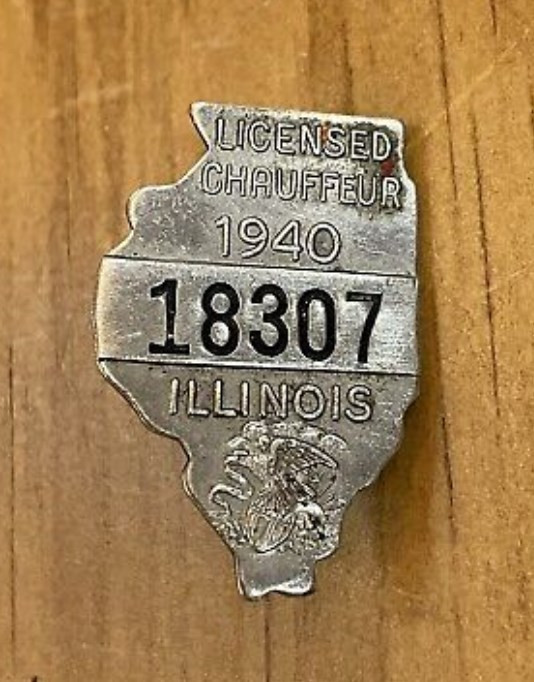 LICENSED
CHAUFFEUR
1940
18307
ILLINOIS